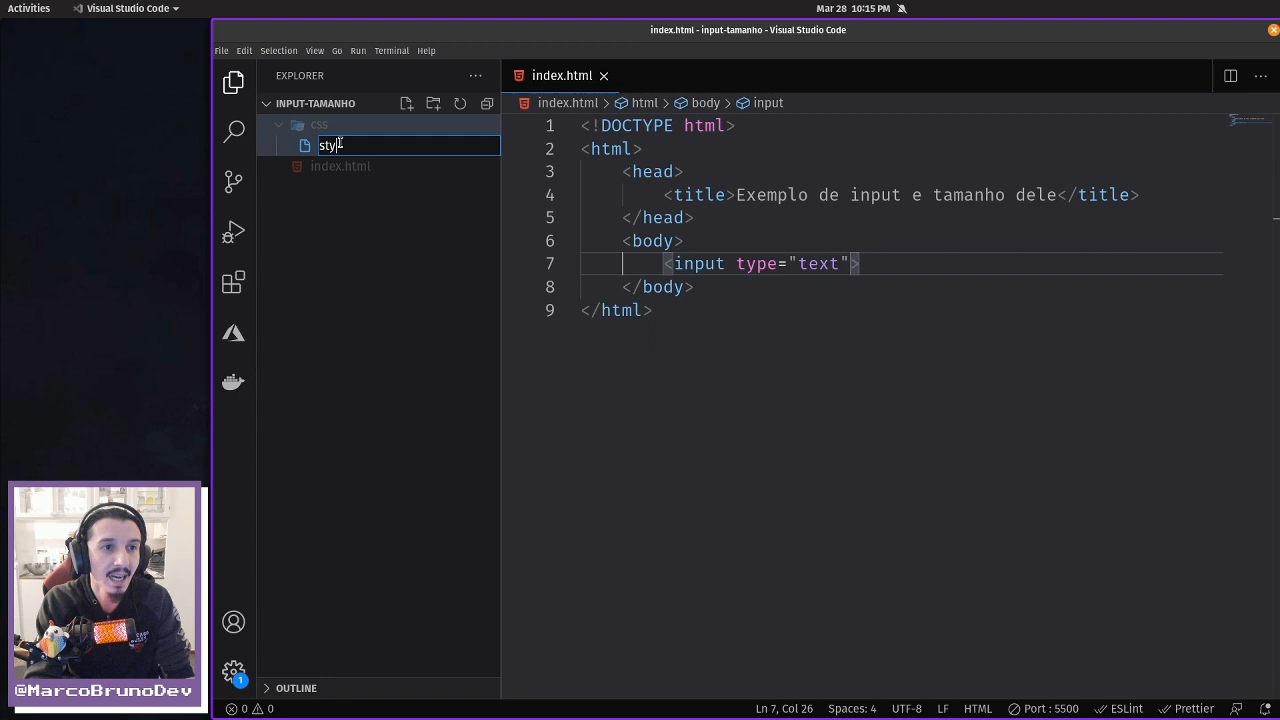 Activities
Visual Studio Code
Mar 28 10:15 PM
index.html - input-tamanho - Visual Studio Code
File Edit Selection View Go Run Terminal Help
EXPLORER
INPUT-TAMANHO
css
sty
index.html
OUTLINE
index.html
index.html > html > body > input
1 <!DOCTYPE html>
2 <html>
3 <head>
4 <title>Exemplo de input e tamanho dele</title>
5 </head>
6 <body>
7 <input type="text">
8 </body>
9 </html>
1
@MarcoBrunoDev
0 0 Ln 7, Col 26 Spaces: 4 UTF-8 LF HTML Port : 5500 ESLint Prettier